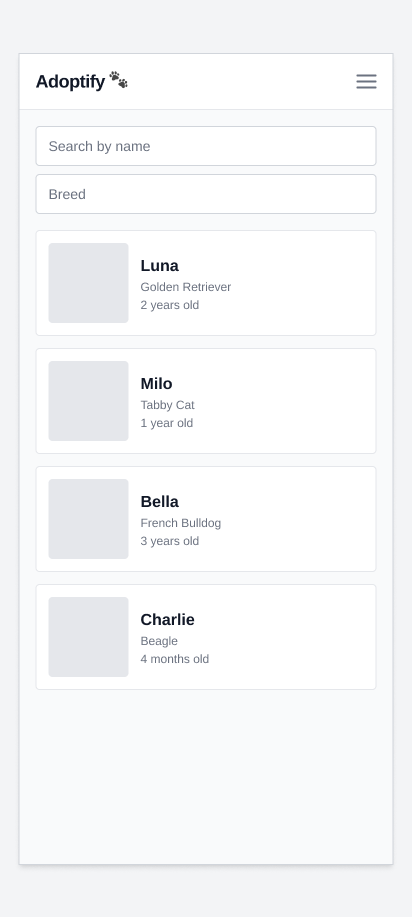 Adoptify 🐾
Search by name
Breed
Luna
Golden Retriever
2 years old
Milo
Tabby Cat
1 year old
Bella
French Bulldog
3 years old
Charlie
Beagle
4 months old